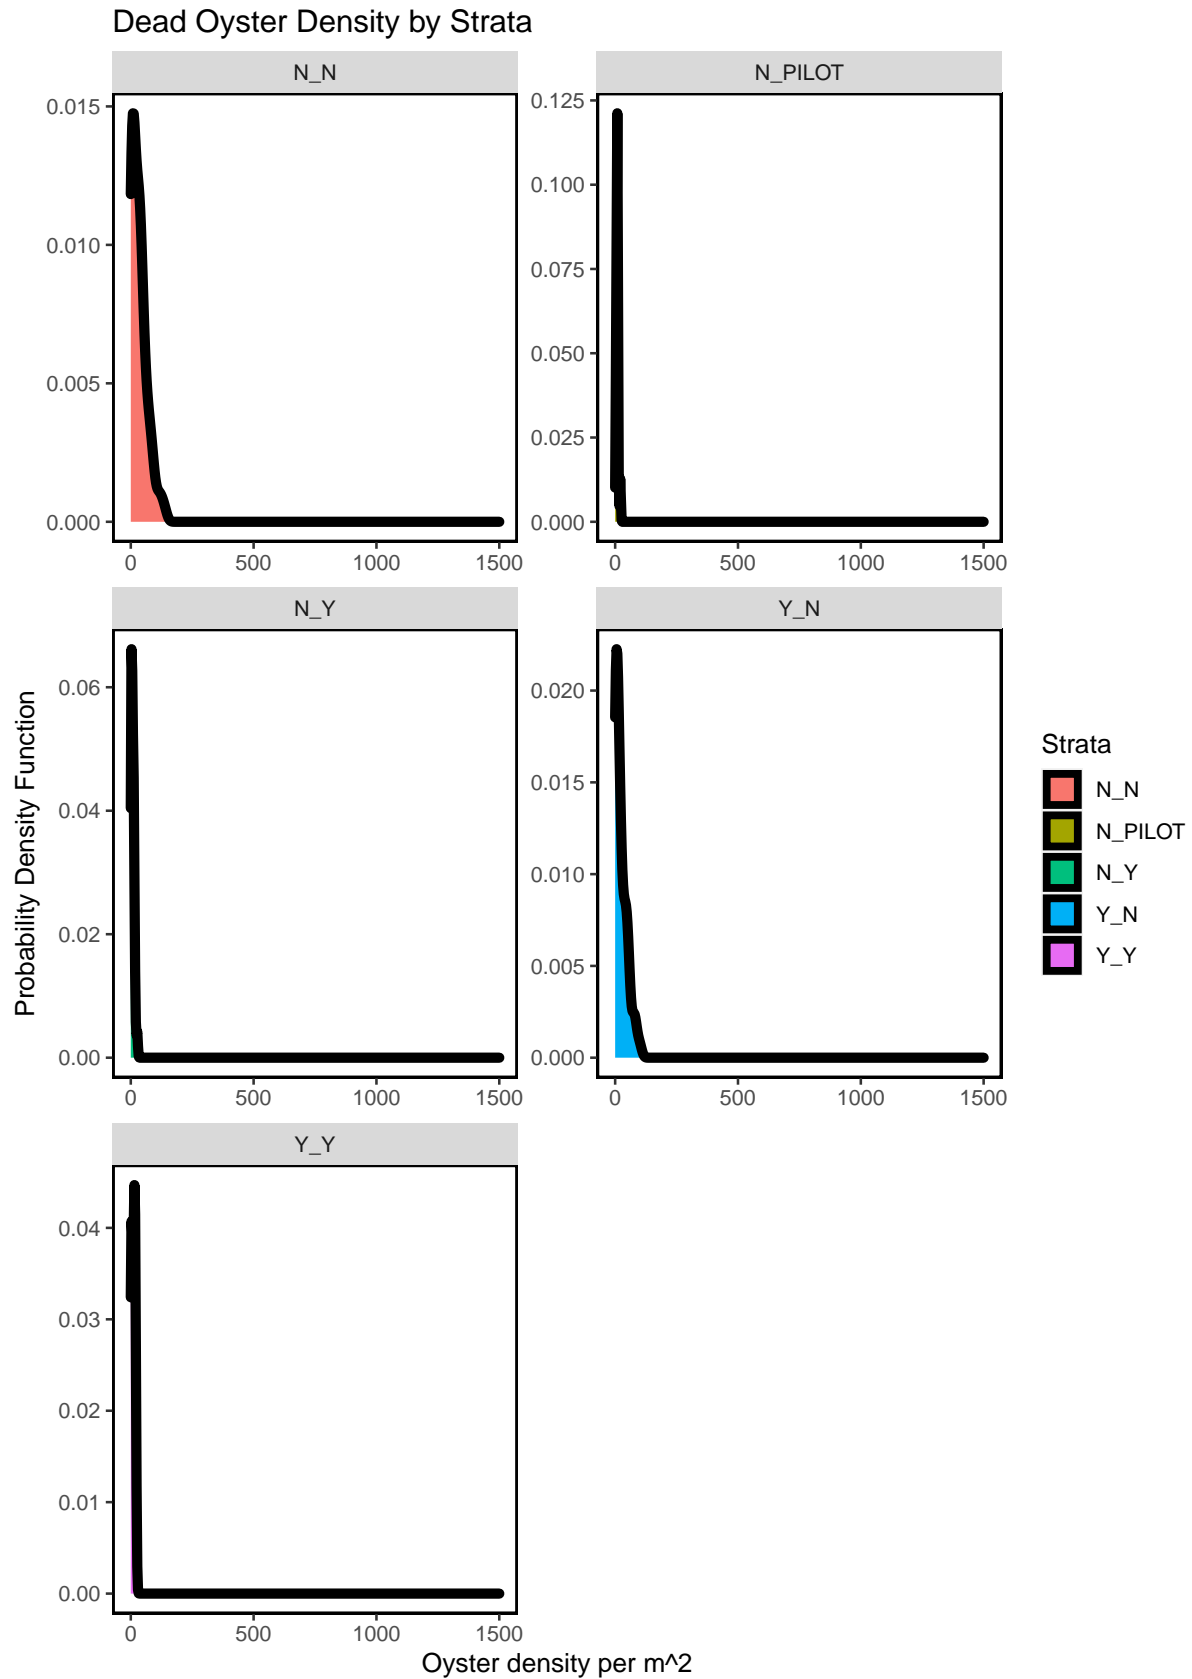 Dead Oyster Density by Strata
N_N
N_PILOT
0.015
0.010
0.005
0.000
0.125
0.100
0.075
0.050
0.025
0.000
0 500 1000 1500
0 500 1000 1500
N_Y
Y_N
0.06
0.04
0.02
0.00
0.020
0.015
0.010
0.005
0.000
0 500 1000 1500
0 500 1000 1500
Y_Y
0.04
0.03
0.02
0.01
0.00
0 500 1000 1500
Probability Density Function
Oyster density per m^2
Strata
N_N
N_PILOT
N_Y
Y_N
Y_Y